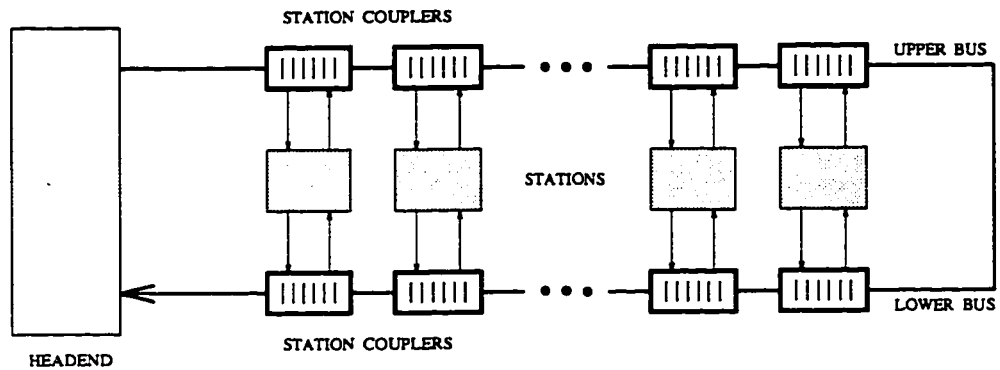 STATION COUPLERS
UPPER BUS
STATIONS
LOWER BUS
STATION COUPLERS
HEADEND